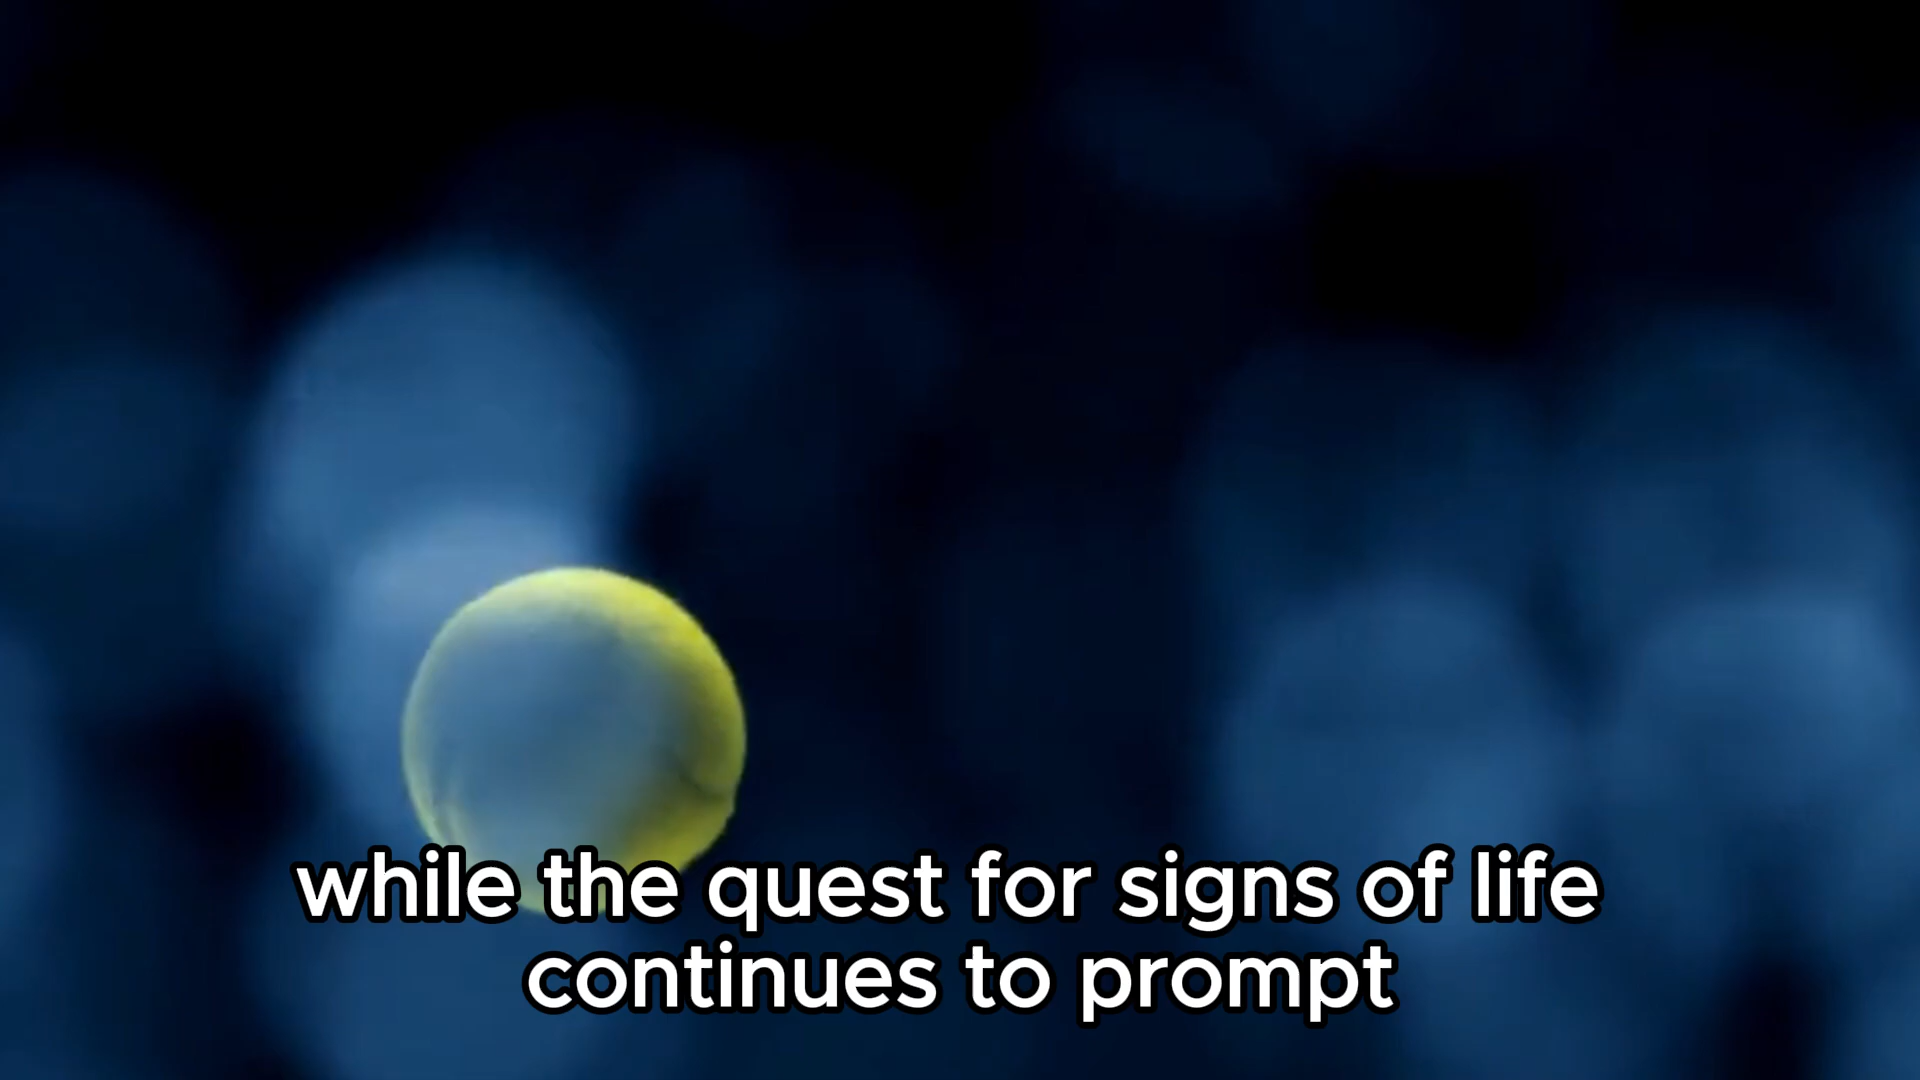 while the quest for signs of life
continues to prompt